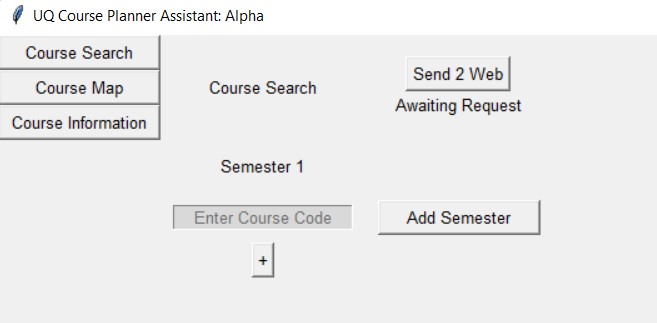 UQ Course Planner Assistant: Alpha
Course Search
Course Map
Course Information
Course Search
Send 2 Web
Awaiting Request
Semester 1
Enter Course Code
Add Semester
+